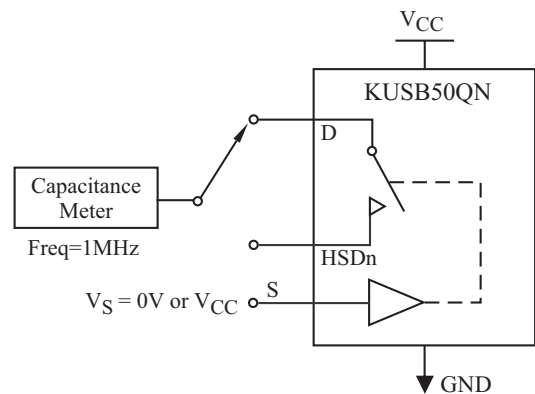 VCC
KUSB50QN
D
Capacitance
Meter
Freq=1MHz
HSDn
S
VS = 0V or VCC
GND